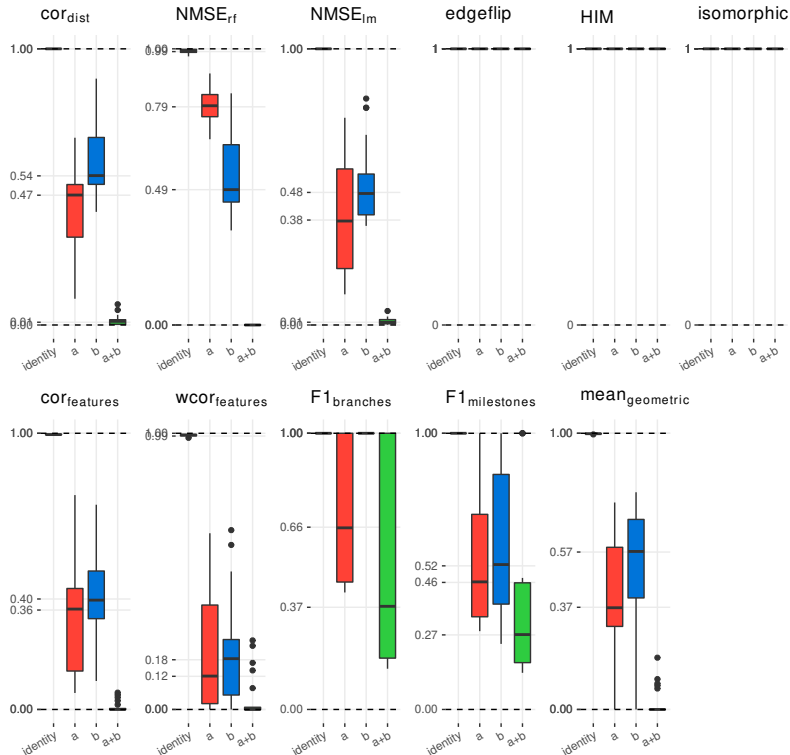 cor_dist NMSE_rf NMSE_lm edgeflip HIM isomorphic
1.00 1.00 1.00 1 1 1
0.99
0.79
0.54 0.49 0.48
0.47 0.38
0.01 0.01
0.00 0.00 0.00 0 0 0
identity a b a+b identity a b a+b identity a b a+b identity a b a+b identity a b a+b identity a b a+b
cor_features wcor_features F1_branches F1_milestones mean_geometric
1.00 1.00 1.00 1.00 1.00
0.99
0.66
0.40 0.18 0.37 0.52 0.57
0.36 0.12 0.46 0.37
0.27
0.00 0.00 0.00 0.00 0.00
identity a b a+b identity a b a+b identity a b a+b identity a b a+b identity a b a+b